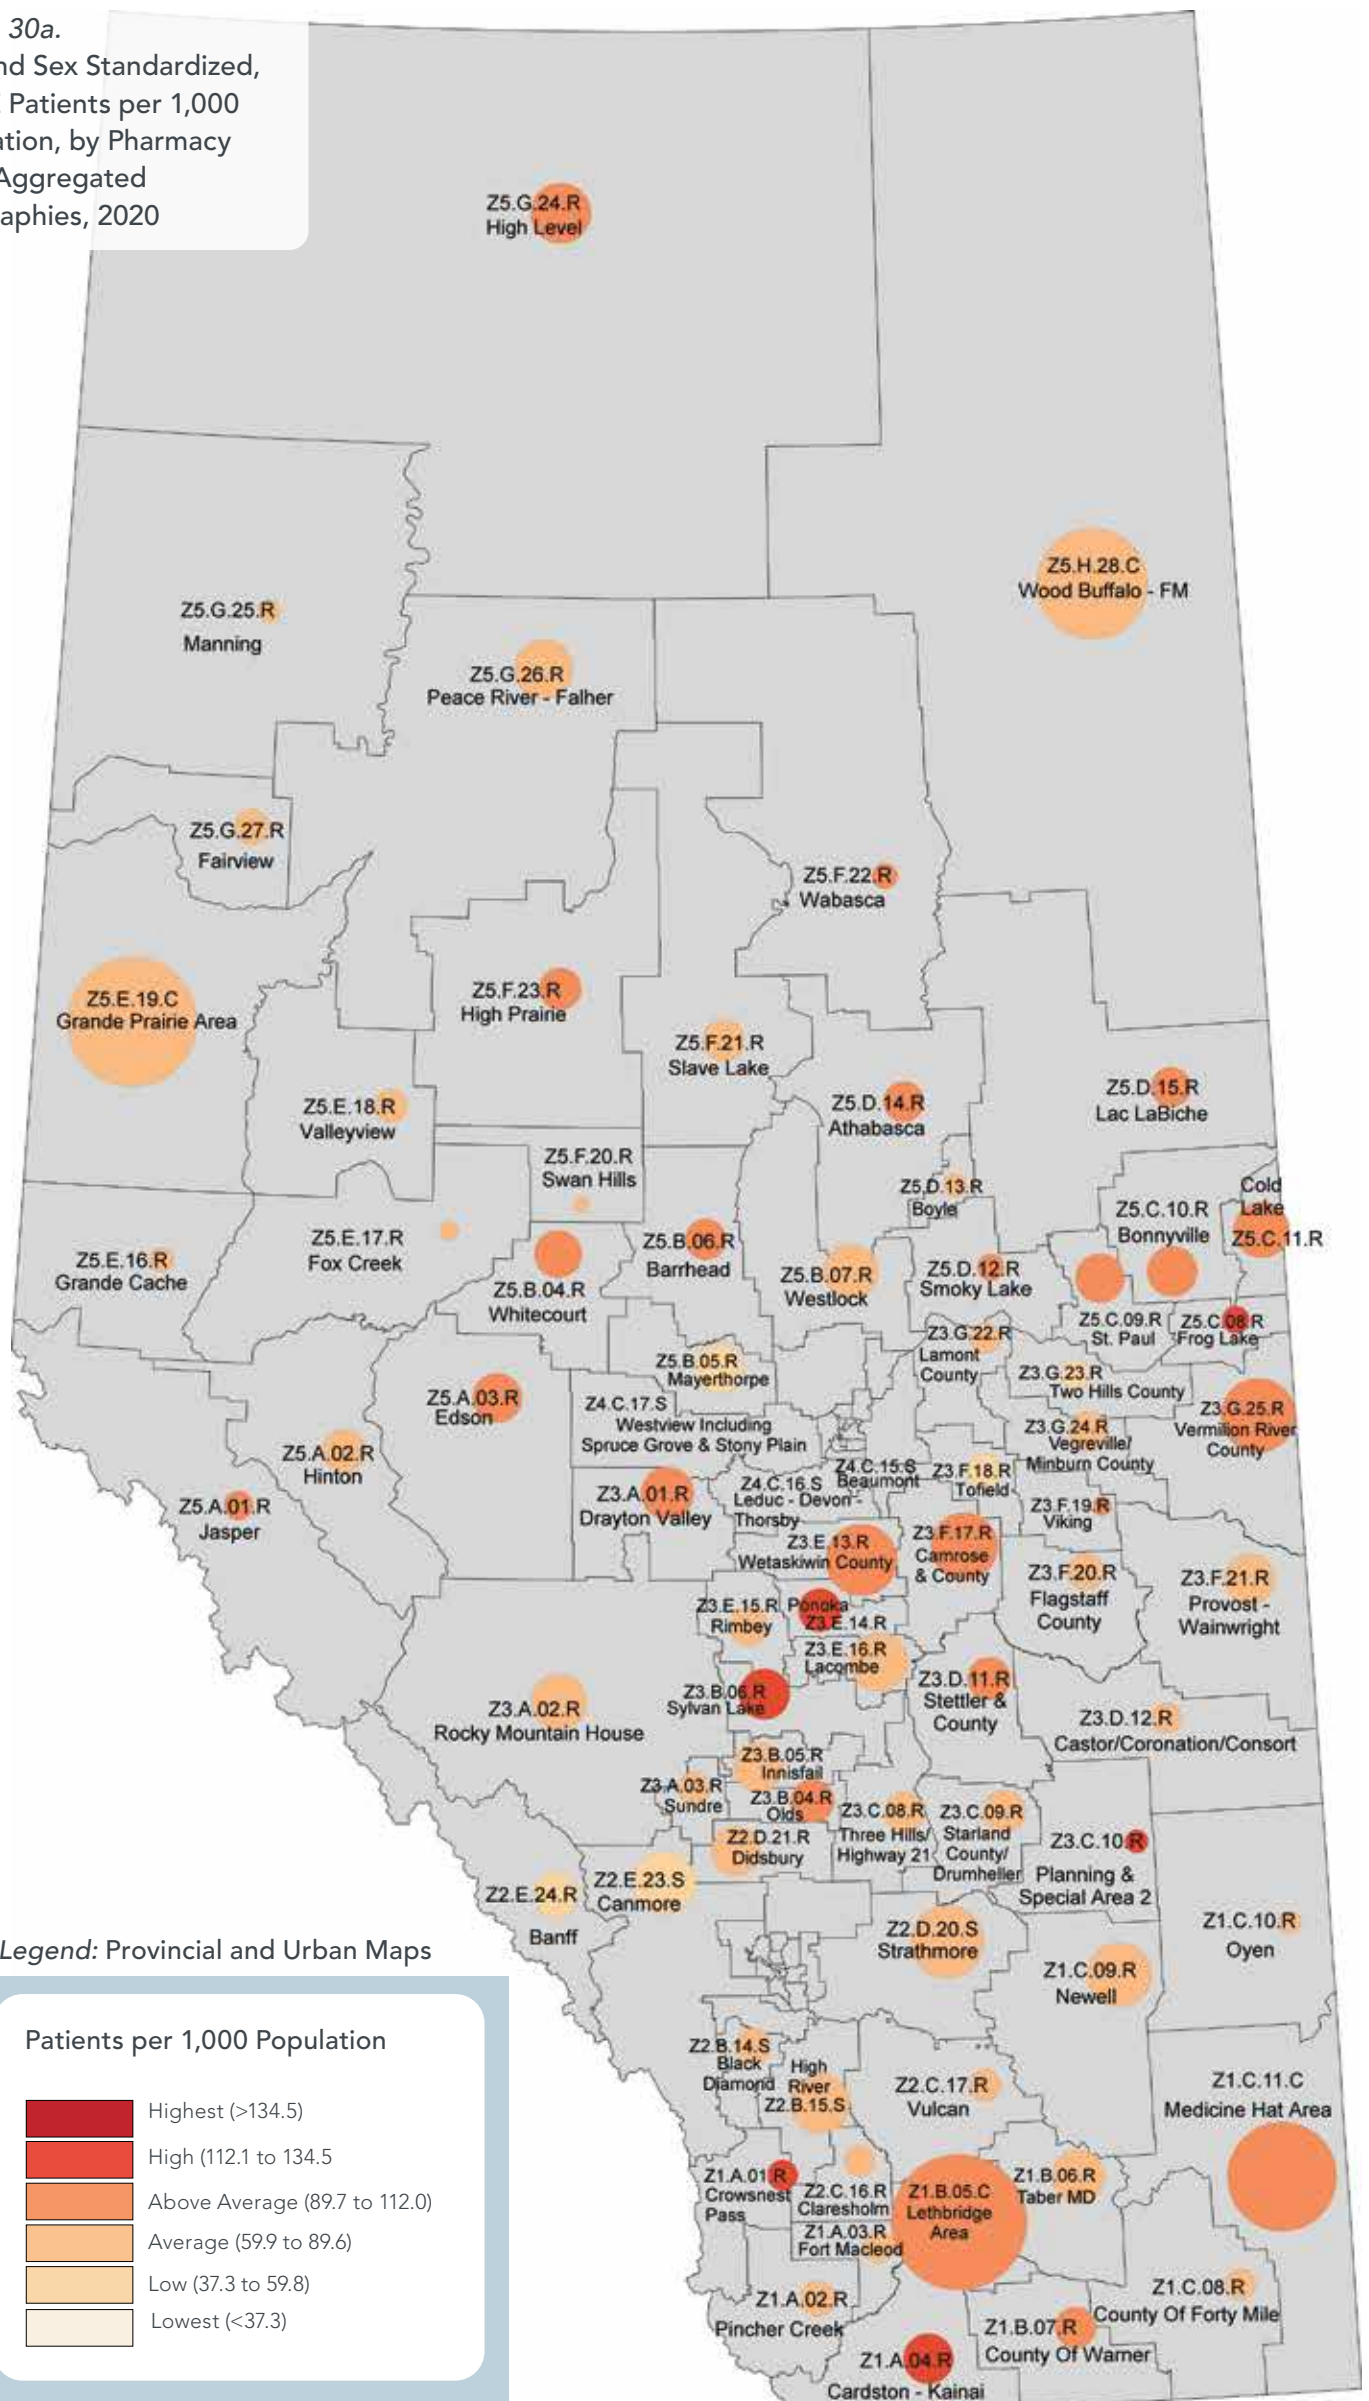 30a.
nd Sex Standardized,
Patients per 1,000
ation, by Pharmacy
Aggregated
aphies, 2020
Z5.G.24.R
High Level
Z5.H.28.C
Wood Buffalo - FM
Z5.G.25.R
Manning
Z5.G.26.R
Peace River - Falher
Z5.G.27.R
Fairview
Z5.F.22.R
Wabasca
Z5.E.19.C
Grande Prairie Area
Z5.F.23.R
High Prairie
Z5.F.21.R
Slave Lake
Z5.E.18.R
Valleyview
Z5.D.14.R
Athabasca
Z5.D.15.R
Lac LaBiche
Z5.F.20.R
Swan Hills
Z5.D.13.R
Boyle
Cold
Lake
Z5.C.11.R
Z5.C.10.R
Bonnyville
Z5.E.16.R
Grande Cache
Z5.E.17.R
Fox Creek
Z5.B.04.R
Whitecourt
Z5.B.06.R
Barrhead
Z5.B.07.R
Westlock
Z5.D.12.R
Smoky Lake
Z5.C.09.R
St. Paul
Z5.C.08.R
Frog Lake
Z3.G.22.R
Lamont
County
Z5.B.05.R
Mayerthorpe
Z3.G.23.R
Two Hills County
Z5.A.03.R
Edson
Z4.C.17.S
Westview Including
Spruce Grove & Stony Plain
Z3.G.24.R
Vegreville/
Minburn County
Z3.G.25.R
Vermilion River
County
Z5.A.02.R
Hinton
Z5.A.01.R
Jasper
Z3.A.01.R
Drayton Valley
Z4.C.16.S
Leduc - Devon -
Thorsby
Z4.C.15.S
Beaumont
Z3.F.18.R
Tofield
Z3.F.19.R
Viking
Z3.E.13.R
Wetaskiwin County
Z3.F.17.R
Camrose
& County
Z3.F.20.R
Flagstaff
County
Z3.F.21.R
Provost -
Wainwright
Z3.E.15.R
Rimbey
Ponoka
Z3.E.14.R
Z3.E.16.R
Lacombe
Z3.A.02.R
Rocky Mountain House
Z3.B.06.R
Sylvan Lake
Z3.D.11.R
Stettler &
County
Z3.D.12.R
Castor/Coronation/Consort
Z3.B.05.R
Innisfail
Z3.A.03.R
Sundre
Z3.B.04.R
Olds
Z3.C.08.R
Three Hills/
Highway 21
Z3.C.09.R
Starland
County/
Drumheller
Z3.C.10.R
Planning &
Special Area 2
Z2.D.21.R
Didsbury
Z2.E.24.R
Banff
Z2.E.23.S
Canmore
Z2.D.20.S
Strathmore
Z1.C.10.R
Oyen
Z1.C.09.R
Newell
Z2.B.14.S
Black
Diamond
High
River
Z2.B.15.S
Z2.C.17.R
Vulcan
Z1.C.11.C
Medicine Hat Area
Z1.A.01.R
Crowsnest
Pass
Z2.C.16.R
Claresholm
Z1.B.05.C
Lethbridge
Area
Z1.B.06.R
Taber MD
Z1.A.03.R
Fort Macleod
Z1.A.02.R
Pincher Creek
Z1.C.08.R
County Of Forty Mile
Z1.B.07.R
County Of Warner
Z1.A.04.R
Cardston - Kainai
Legend: Provincial and Urban Maps
Patients per 1,000 Population
Highest (>134.5)
High (112.1 to 134.5
Above Average (89.7 to 112.0)
Average (59.9 to 89.6)
Low (37.3 to 59.8)
Lowest (<37.3)